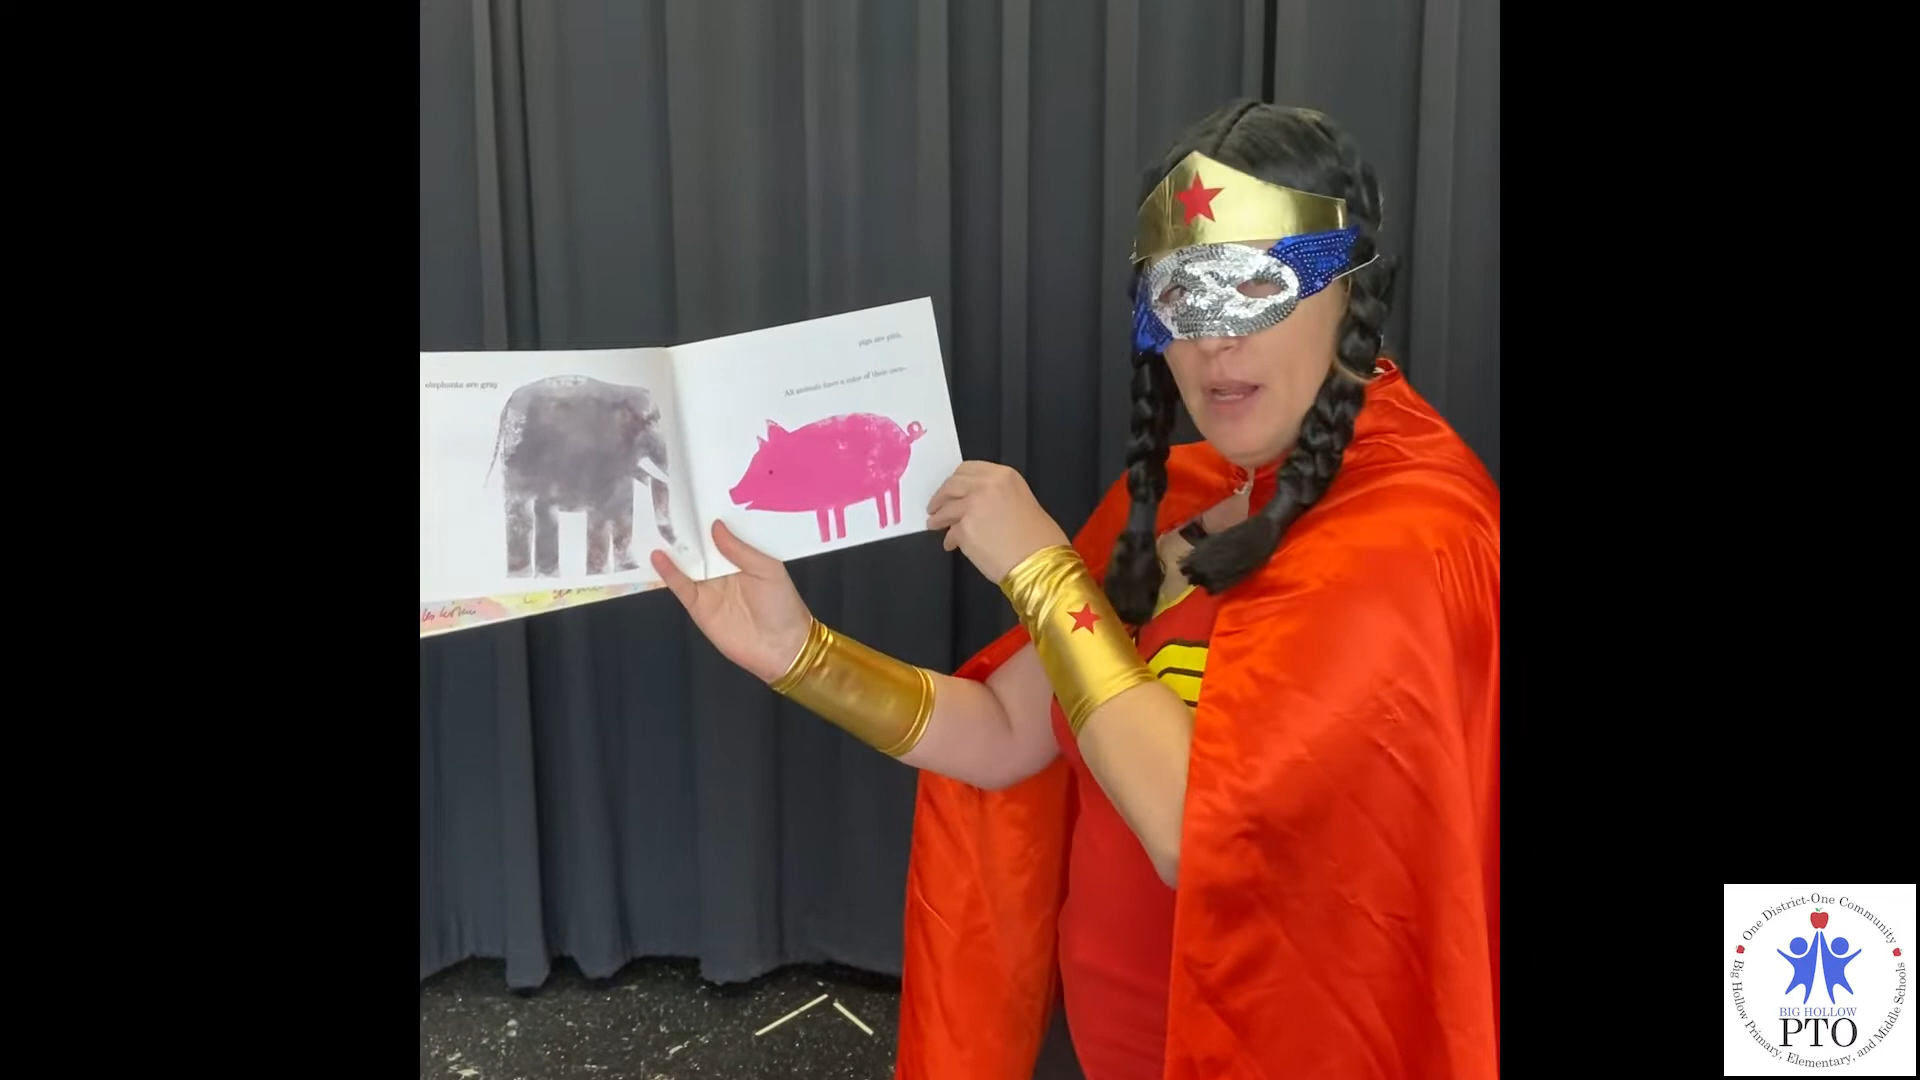 elephants are gray
pigs are pink,
All animals have a color of their own—
One District-One Community
Big Hollow Primary, Elementary, and Middle Schools
BIG HOLLOW
PTO